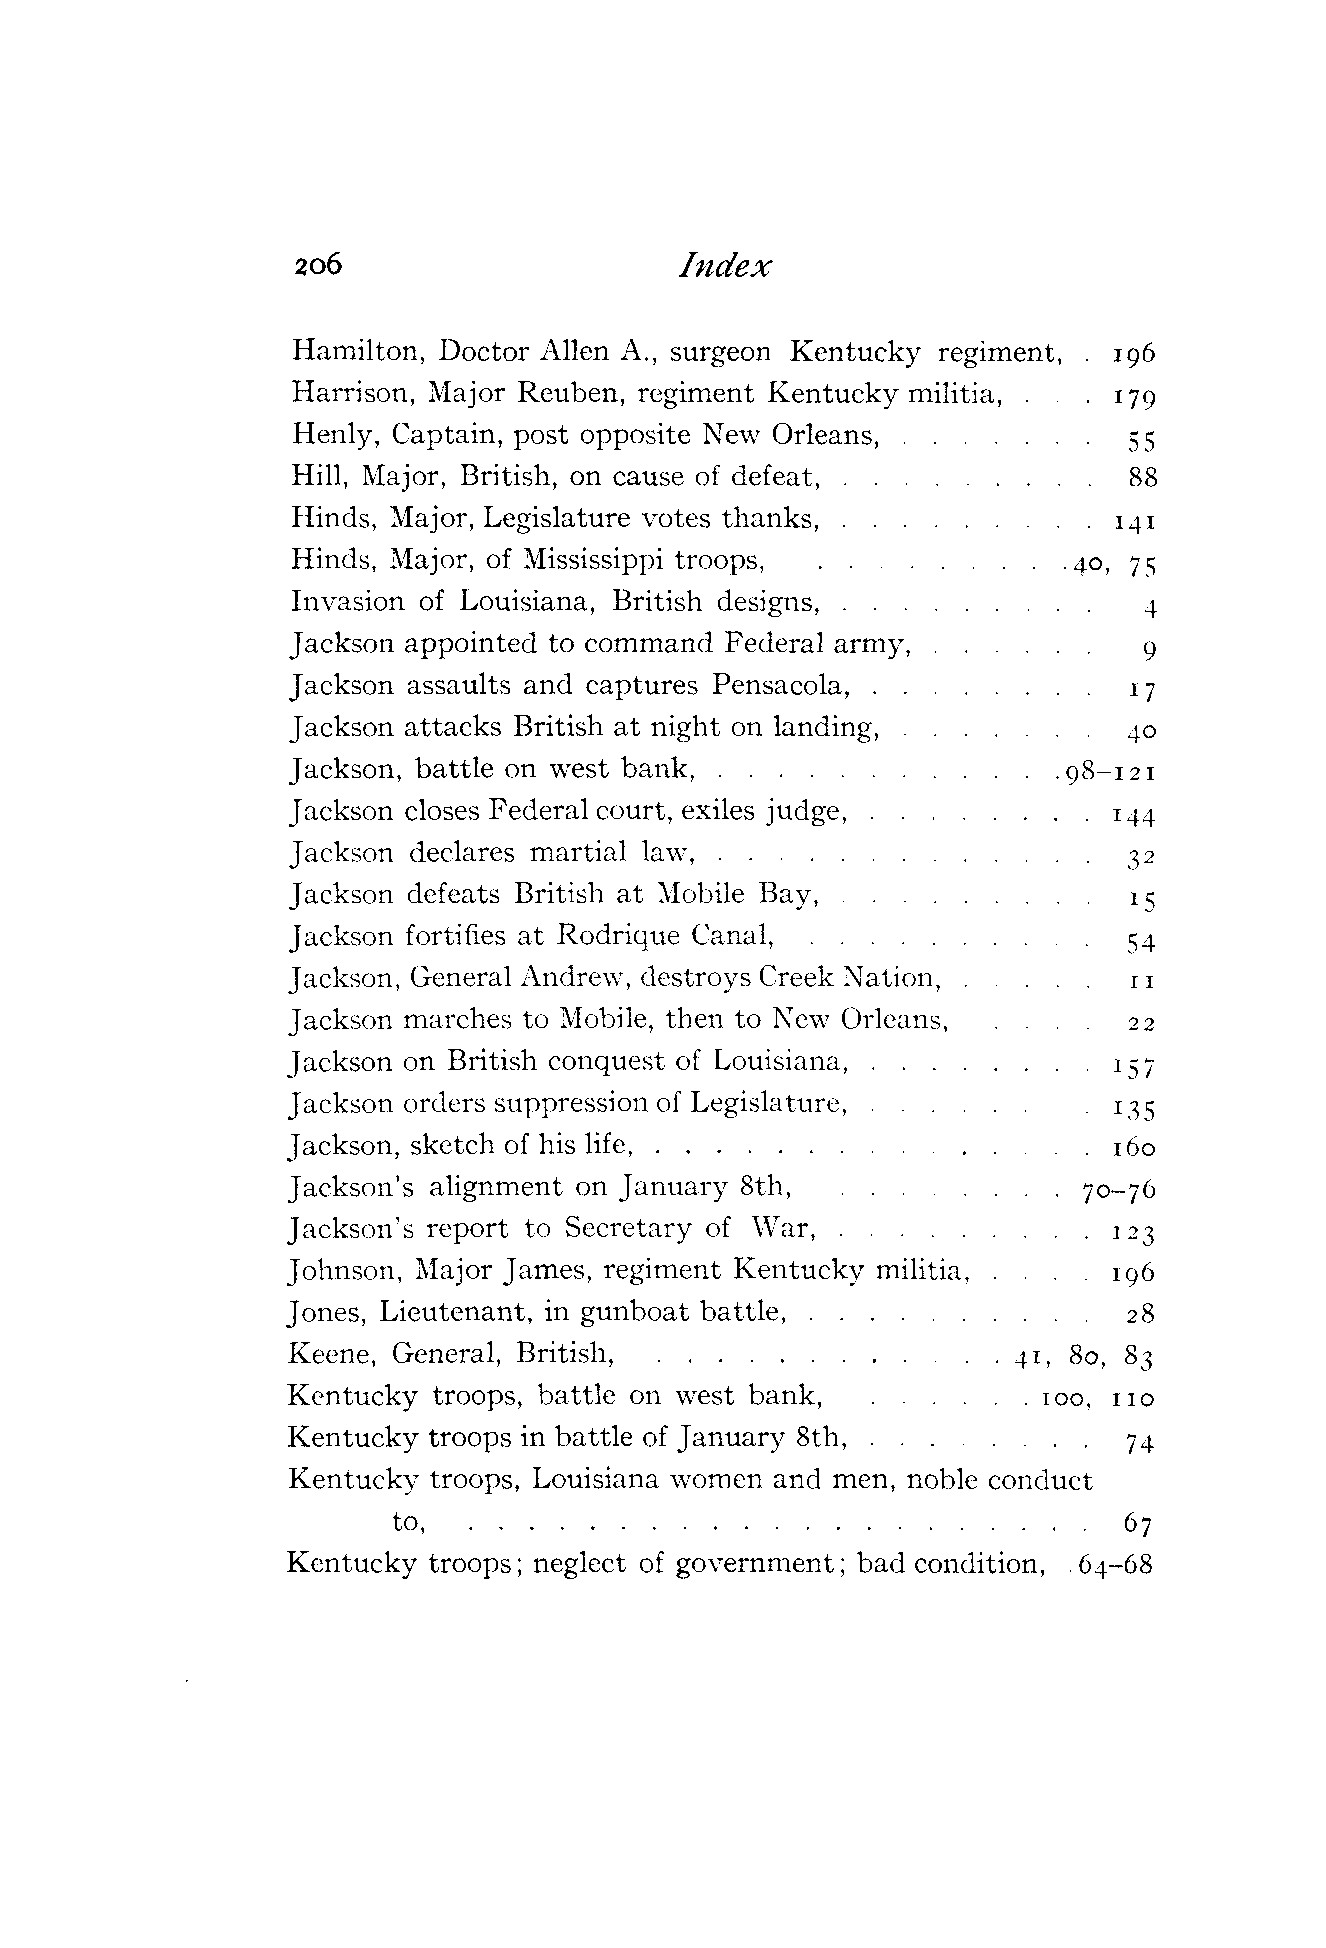 206 Index
Hamilton, Doctor Allen A., surgeon Kentucky regiment, . 196
Harrison, Major Reuben, regiment Kentucky militia, . . . 179
Henly, Captain, post opposite New Orleans, . . . . . . . 55
Hill, Major, British, on cause of defeat, . . . . . . . . . 88
Hinds, Major, Legislature votes thanks, . . . . . . . . . 141
Hinds, Major, of Mississippi troops, . . . . . . . . . 40, 75
Invasion of Louisiana, British designs, . . . . . . . . . 4
Jackson appointed to command Federal army, . . . . . . 9
Jackson assaults and captures Pensacola, . . . . . . . . 17
Jackson attacks British at night on landing, . . . . . . . 40
Jackson, battle on west bank, . . . . . . . . . . . . 98–121
Jackson closes Federal court, exiles judge, . . . . . . . . 144
Jackson declares martial law, . . . . . . . . . . . . . 32
Jackson defeats British at Mobile Bay, . . . . . . . . . 15
Jackson fortifies at Rodrique Canal, . . . . . . . . . . 54
Jackson, General Andrew, destroys Creek Nation, . . . . . 11
Jackson marches to Mobile, then to New Orleans, . . . . 22
Jackson on British conquest of Louisiana, . . . . . . . . 157
Jackson orders suppression of Legislature, . . . . . . . 135
Jackson, sketch of his life, . . . . . . . . . . . . . . . 160
Jackson's alignment on January 8th, . . . . . . . . 70–76
Jackson's report to Secretary of War, . . . . . . . . . 123
Johnson, Major James, regiment Kentucky militia, . . . . 196
Jones, Lieutenant, in gunboat battle, . . . . . . . . . . 28
Keene, General, British, . . . . . . . . . . . . 41, 80, 83
Kentucky troops, battle on west bank, . . . . . . 100, 110
Kentucky troops in battle of January 8th, . . . . . . . . 74
Kentucky troops, Louisiana women and men, noble conduct
to, . . . . . . . . . . . . . . . . . . . . . 67
Kentucky troops; neglect of government; bad condition, . 64–68